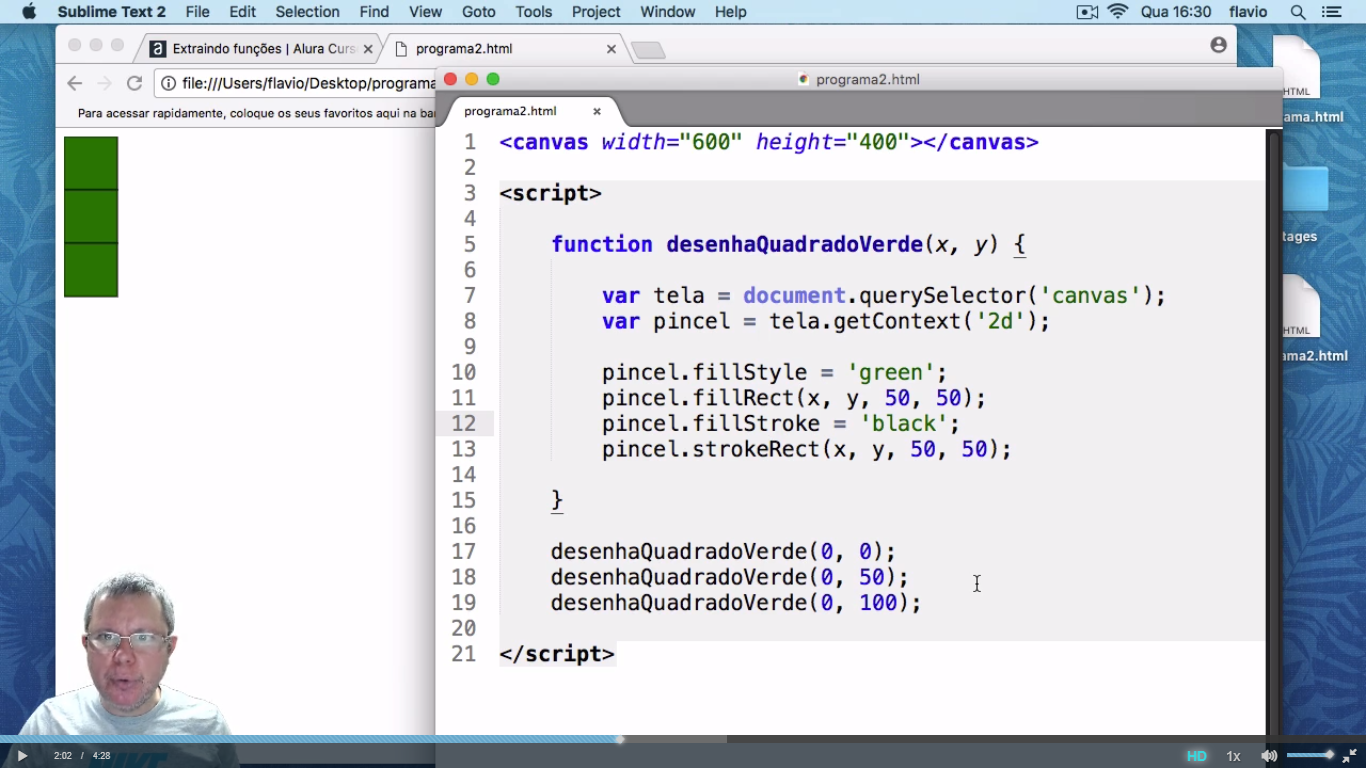 Sublime Text 2 File Edit Selection Find View Goto Tools Project Window Help Qua 16:30 flavio
Extraindo funções | Alura Curs programa2.html
file:///Users/flavio/Desktop/programa
Para acessar rapidamente, coloque os seus favoritos aqui na bar
programa2.html
programa2.html
1 <canvas width="600" height="400"></canvas>
2
3 <script>
4
5 function desenhaQuadradoVerde(x, y) {
6
7 var tela = document.querySelector('canvas');
8 var pincel = tela.getContext('2d');
9
10 pincel.fillStyle = 'green';
11 pincel.fillRect(x, y, 50, 50);
12 pincel.fillStroke = 'black';
13 pincel.strokeRect(x, y, 50, 50);
14
15 }
16
17 desenhaQuadradoVerde(0, 0);
18 desenhaQuadradoVerde(0, 50);
19 desenhaQuadradoVerde(0, 100);
20
21 </script>
HTML
ama.html
tages
HTML
ama2.html
2:02 / 4:28 HD 1x